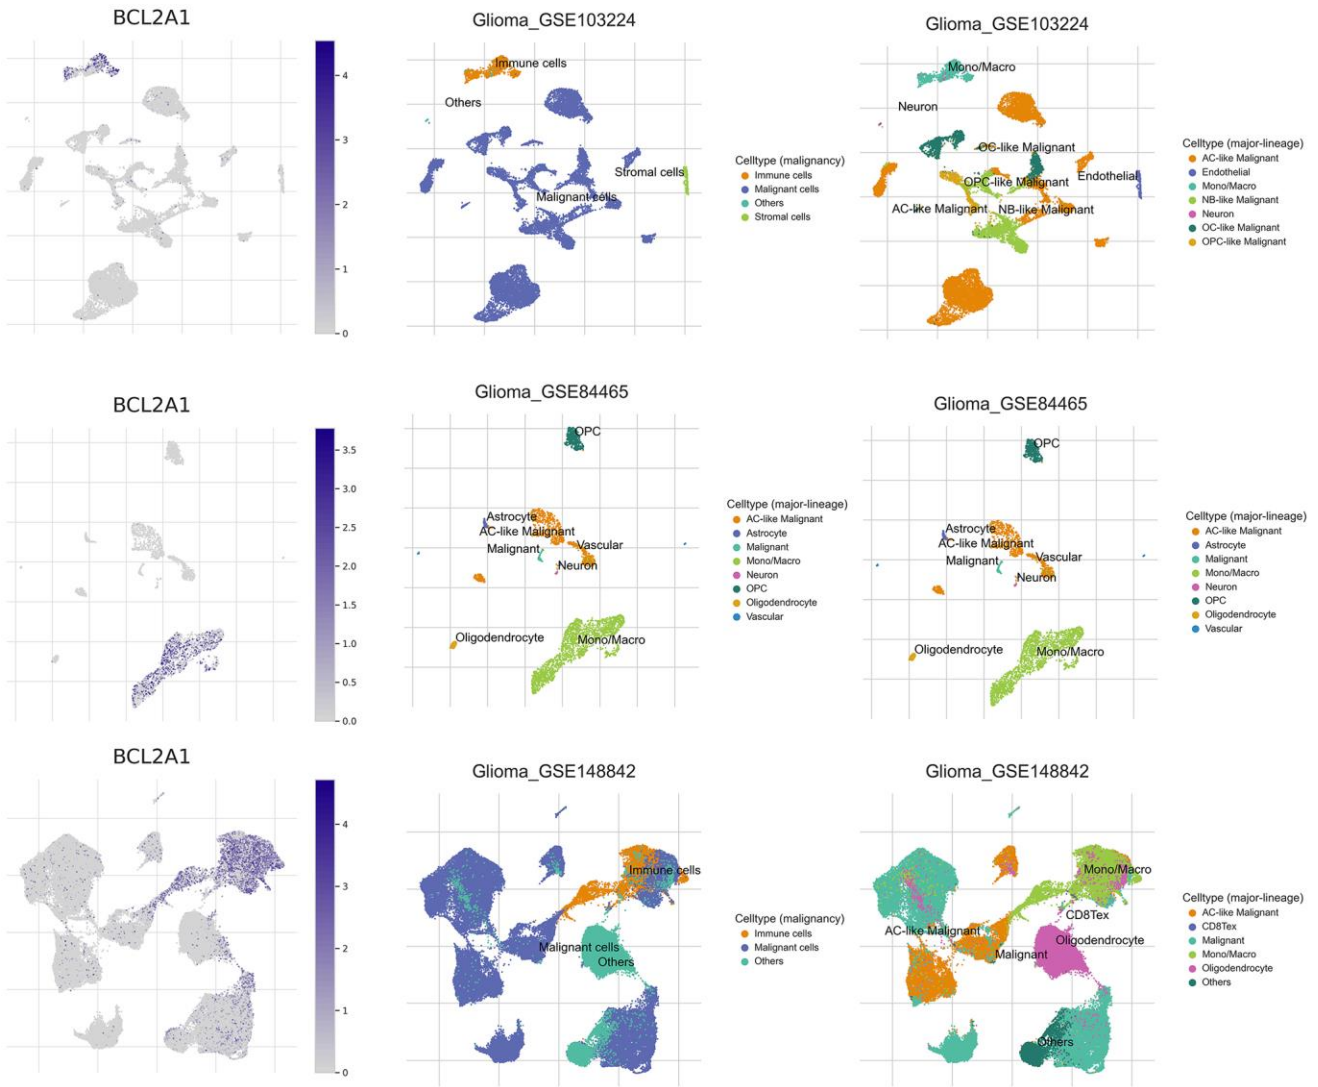 BCL2A1
4
3
2
1
0
Glioma_GSE103224
Immune cells
Others
Stromal cells
Malignant cells
Celltype (malignancy)
Immune cells
Malignant cells
Others
Stromal cells
Glioma_GSE103224
Mono/Macro
Neuron
OC-like Malignant
OPC-like Malignant
Endothelial
AC-like Malignant
NB-like Malignant
Celltype (major-lineage)
AC-like Malignant
Endothelial
Mono/Macro
NB-like Malignant
Neuron
OC-like Malignant
OPC-like Malignant
BCL2A1
3.5
3.0
2.5
2.0
1.5
1.0
0.5
0.0
Glioma_GSE84465
OPC
Astrocyte
AC-like Malignant
Malignant
Vascular
Neuron
Oligodendrocyte
Mono/Macro
Celltype (major-lineage)
AC-like Malignant
Astrocyte
Malignant
Mono/Macro
Neuron
OPC
Oligodendrocyte
Vascular
Glioma_GSE84465
OPC
Astrocyte
AC-like Malignant
Malignant
Vascular
Neuron
Oligodendrocyte
Mono/Macro
Celltype (major-lineage)
AC-like Malignant
Astrocyte
Malignant
Mono/Macro
Neuron
OPC
Oligodendrocyte
Vascular
BCL2A1
4
3
2
1
0
Glioma_GSE148842
Immune cells
Malignant cells
Others
Celltype (malignancy)
Immune cells
Malignant cells
Others
Glioma_GSE148842
Mono/Macro
CD8Tex
AC-like Malignant
Oligodendrocyte
Malignant
Others
Celltype (major-lineage)
AC-like Malignant
CD8Tex
Malignant
Mono/Macro
Oligodendrocyte
Others